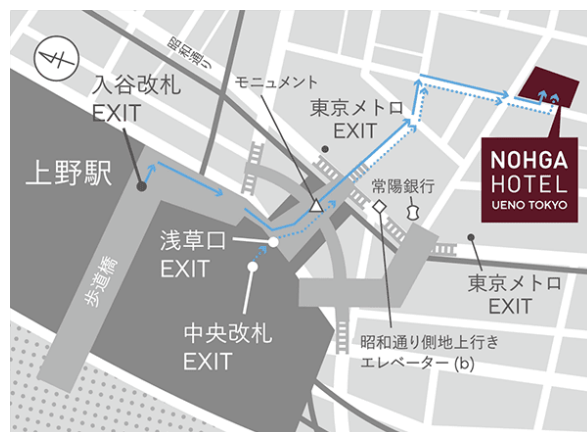 昭和通り
モニュメント
入谷改札
EXIT
東京メトロ
EXIT
上野駅
NOHGA
HOTEL
UENO TOKYO
常陽銀行
浅草口
EXIT
歩道橋
中央改札
EXIT
東京メトロ
EXIT
昭和通り側地上行き
エレベーター(b)